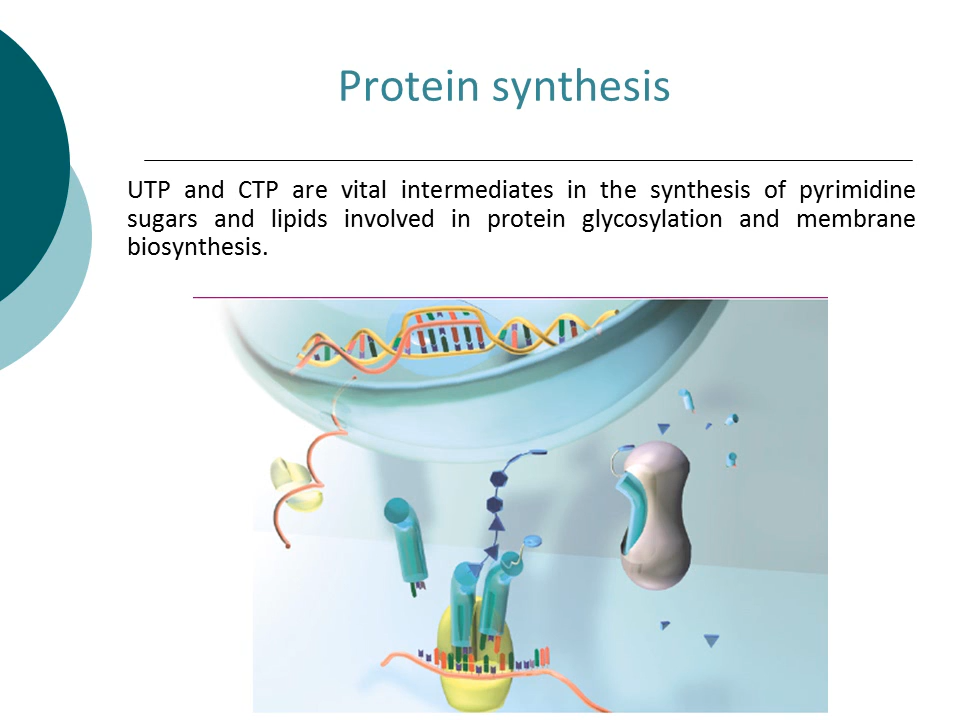 Protein synthesis
UTP and CTP are vital intermediates in the synthesis of pyrimidine
sugars and lipids involved in protein glycosylation and membrane
biosynthesis.